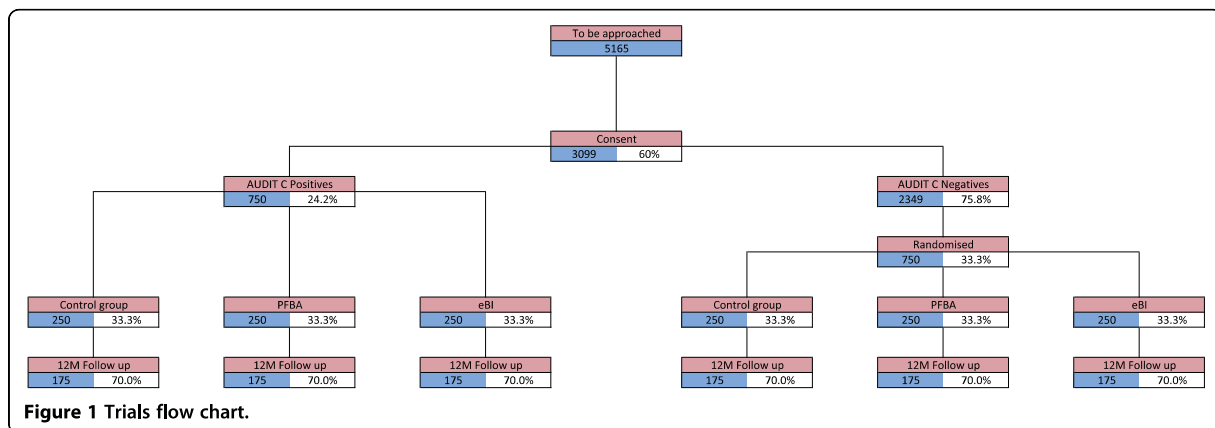 To be approached
5165
Consent
3099 60%
AUDIT C Positives AUDIT C Negatives
750 24.2% 2349 75.8%
Randomised
750 33.3%
Control group PFBA eBI Control group PFBA eBI
250 33.3% 250 33.3% 250 33.3% 250 33.3% 250 33.3% 250 33.3%
12M Follow up 12M Follow up 12M Follow up 12M Follow up 12M Follow up 12M Follow up
175 70.0% 175 70.0% 175 70.0% 175 70.0% 175 70.0% 175 70.0%
Figure 1 Trials flow chart.